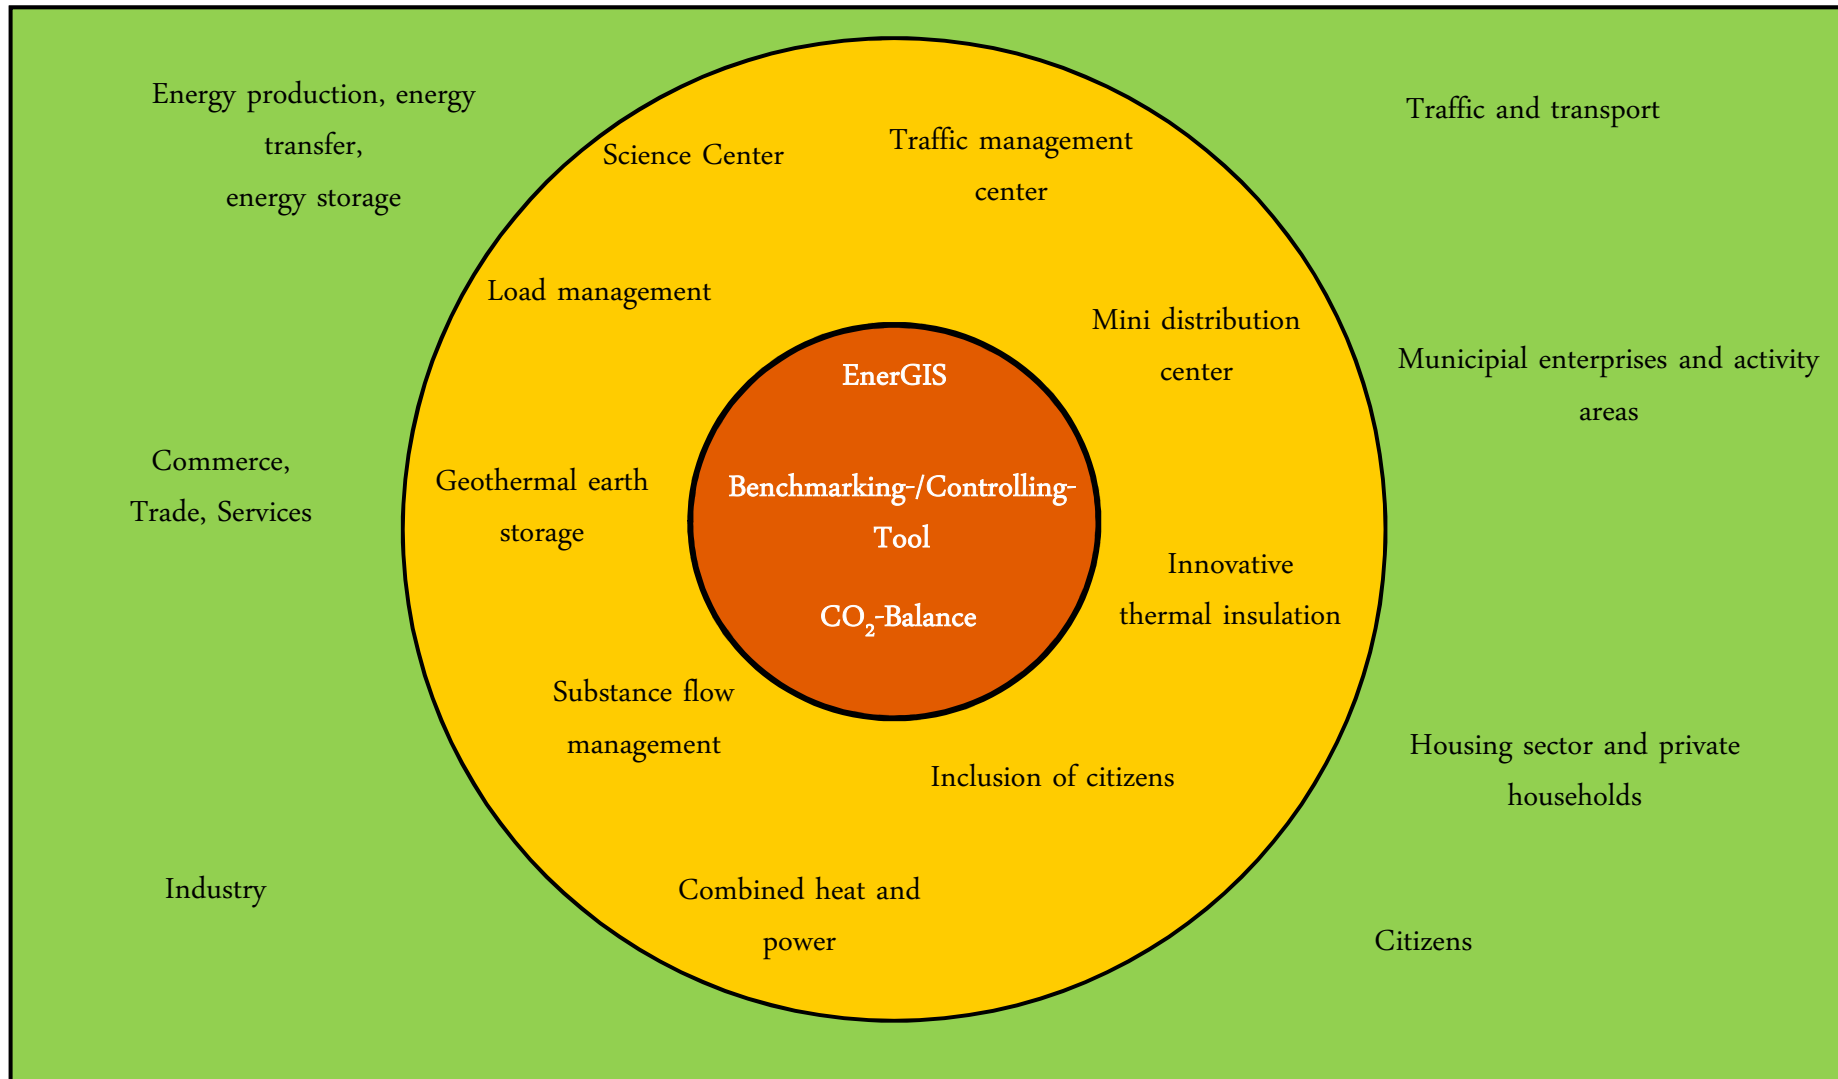 Energy production, energy
transfer,
energy storage
Science Center
Traffic management
center
Traffic and transport
Load management
Mini distribution
center
EnerGIS
Municipial enterprises and activity
areas
Commerce,
Trade, Services
Geothermal earth
storage
Benchmarking-/Controlling-
Tool
Innovative
thermal insulation
CO₂-Balance
Substance flow
management
Inclusion of citizens
Housing sector and private
households
Industry
Combined heat and
power
Citizens